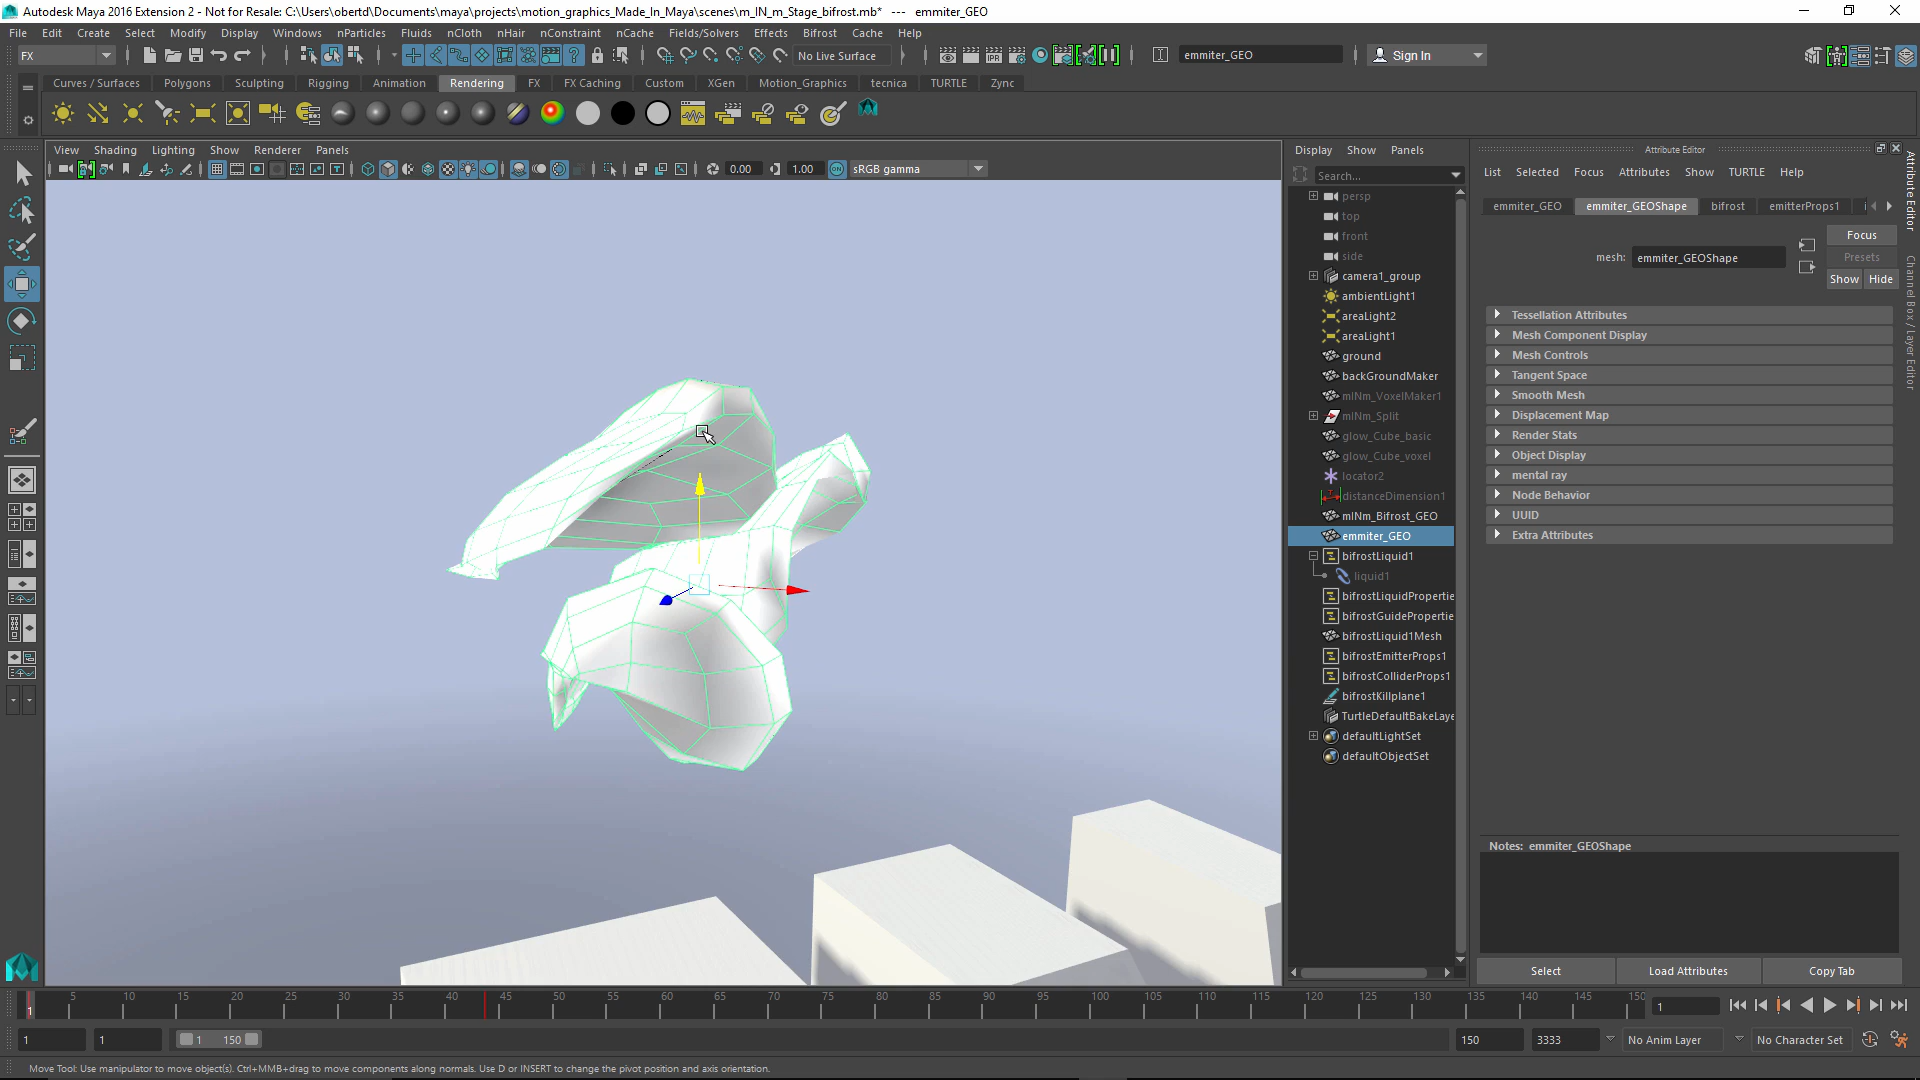 Autodesk Maya 2016 Extension 2 - Not for Resale: C:\Users\obertd\Documents\maya\projects\motion_graphics_Made_In_Maya\scenes\m_IN_m_Stage_bifrost.mb* --- emmiter_GEO
File Edit Create Select Modify Display Windows nParticles Fluids nCloth nHair nConstraint nCache Fields/Solvers Effects Bifrost Cache Help
FX No Live Surface IPR emmiter_GEO Sign In
Curves / Surfaces Polygons Sculpting Rigging Animation Rendering FX FX Caching Custom XGen Motion_Graphics tecnica TURTLE Zync
View Shading Lighting Show Renderer Panels
0.00 1.00 ON sRGB gamma
Display Show Panels
Search...
persp
top
front
side
camera1_group
ambientLight1
areaLight2
areaLight1
ground
backGroundMaker
mINm_VoxelMaker1
mINm_Split
glow_Cube_basic
glow_Cube_voxel
locator2
distanceDimension1
mINm_Bifrost_GEO
emmiter_GEO
bifrostLiquid1
liquid1
bifrostLiquidPropertie
bifrostGuidePropertie
bifrostLiquid1Mesh
bifrostEmitterProps1
bifrostColliderProps1
bifrostKillplane1
TurtleDefaultBakeLaye
defaultLightSet
defaultObjectSet
Attribute Editor
List Selected Focus Attributes Show TURTLE Help
emmiter_GEO emmiter_GEOShape bifrost emitterProps1
Focus
mesh: emmiter_GEOShape
Presets
Show Hide
Tessellation Attributes
Mesh Component Display
Mesh Controls
Tangent Space
Smooth Mesh
Displacement Map
Render Stats
Object Display
mental ray
Node Behavior
UUID
Extra Attributes
Notes: emmiter_GEOShape
Select Load Attributes Copy Tab
Attribute Editor
Channel Box / Layer Editor
1 5 10 15 20 25 30 35 40 45 50 55 60 65 70 75 80 85 90 95 100 105 110 115 120 125 130 135 140 145 150 1
1 1 1 150 150 3333 No Anim Layer No Character Set
Move Tool: Use manipulator to move object(s). Ctrl+MMB+drag to move components along normals. Use D or INSERT to change the pivot position and axis orientation.